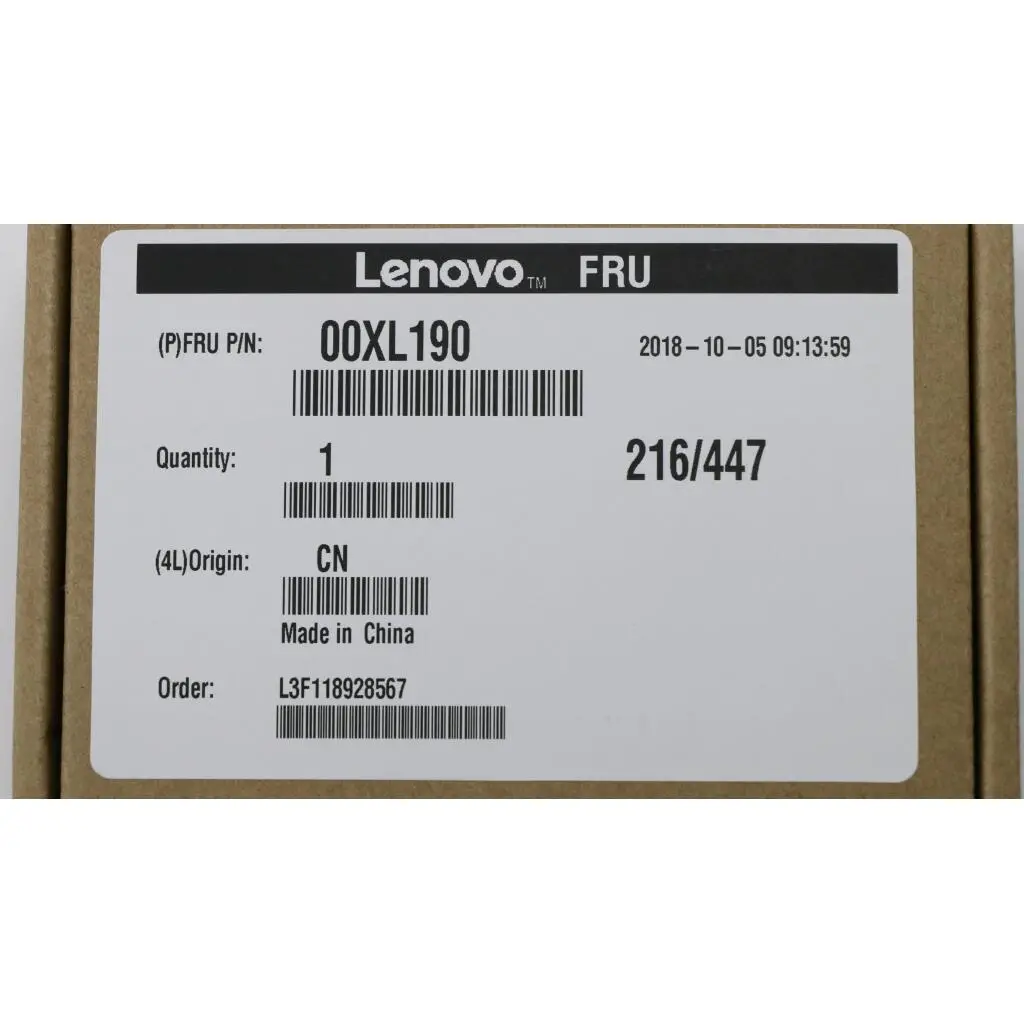 Lenovo™ FRU
(P)FRU P/N: 00XL190 2018-10-05 09:13:59
Quantity: 1 216/447
(4L)Origin: CN
Made in China
Order: L3F118928567